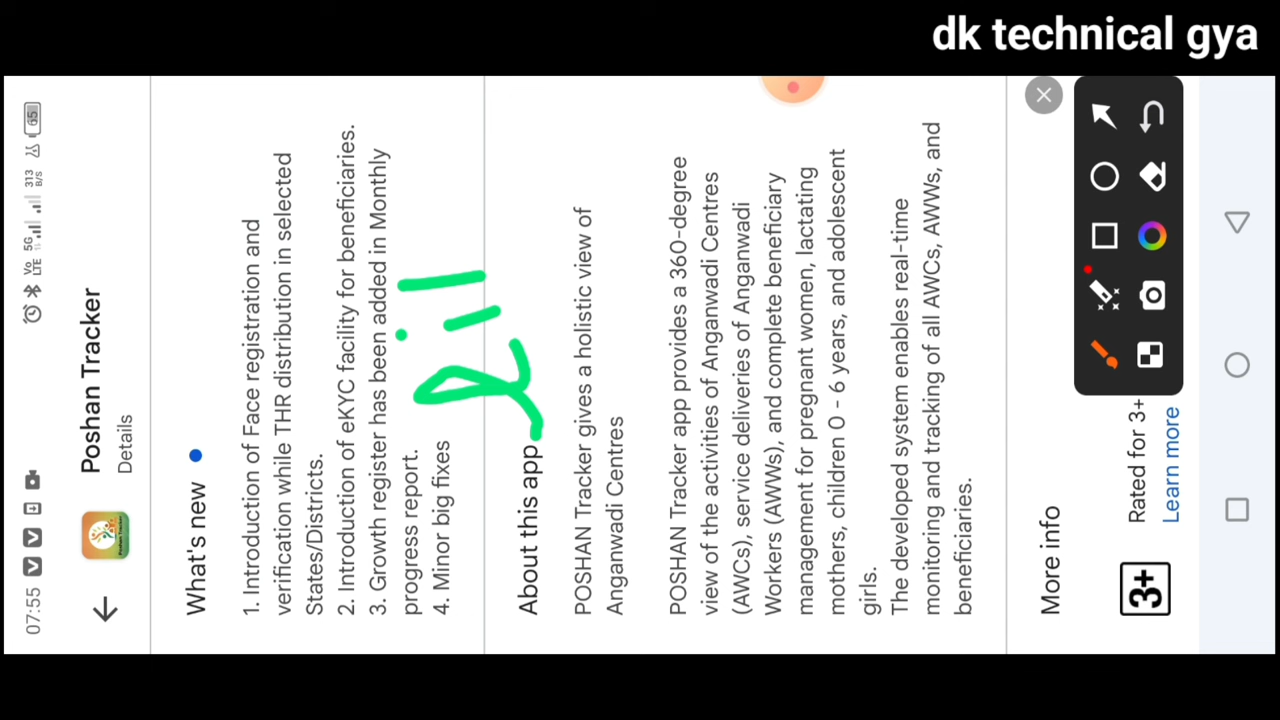 dk technical gya
07:55
Vo 5G
LTE
313
B/S
65
Poshan Tracker
Details
What's new
1. Introduction of Face registration and
verification while THR distribution in selected
States/Districts.
2. Introduction of eKYC facility for beneficiaries.
3. Growth register has been added in Monthly
progress report.
4. Minor big fixes
About this app
POSHAN Tracker gives a holistic view of
Anganwadi Centres
POSHAN Tracker app provides a 360-degree
view of the activities of Anganwadi Centres
(AWCs), service deliveries of Anganwadi
Workers (AWWs), and complete beneficiary
management for pregnant women, lactating
mothers, children 0 - 6 years, and adolescent
girls.
The developed system enables real-time
monitoring and tracking of all AWCs, AWWs, and
beneficiaries.
More info
3+
Rated for 3+
Learn more